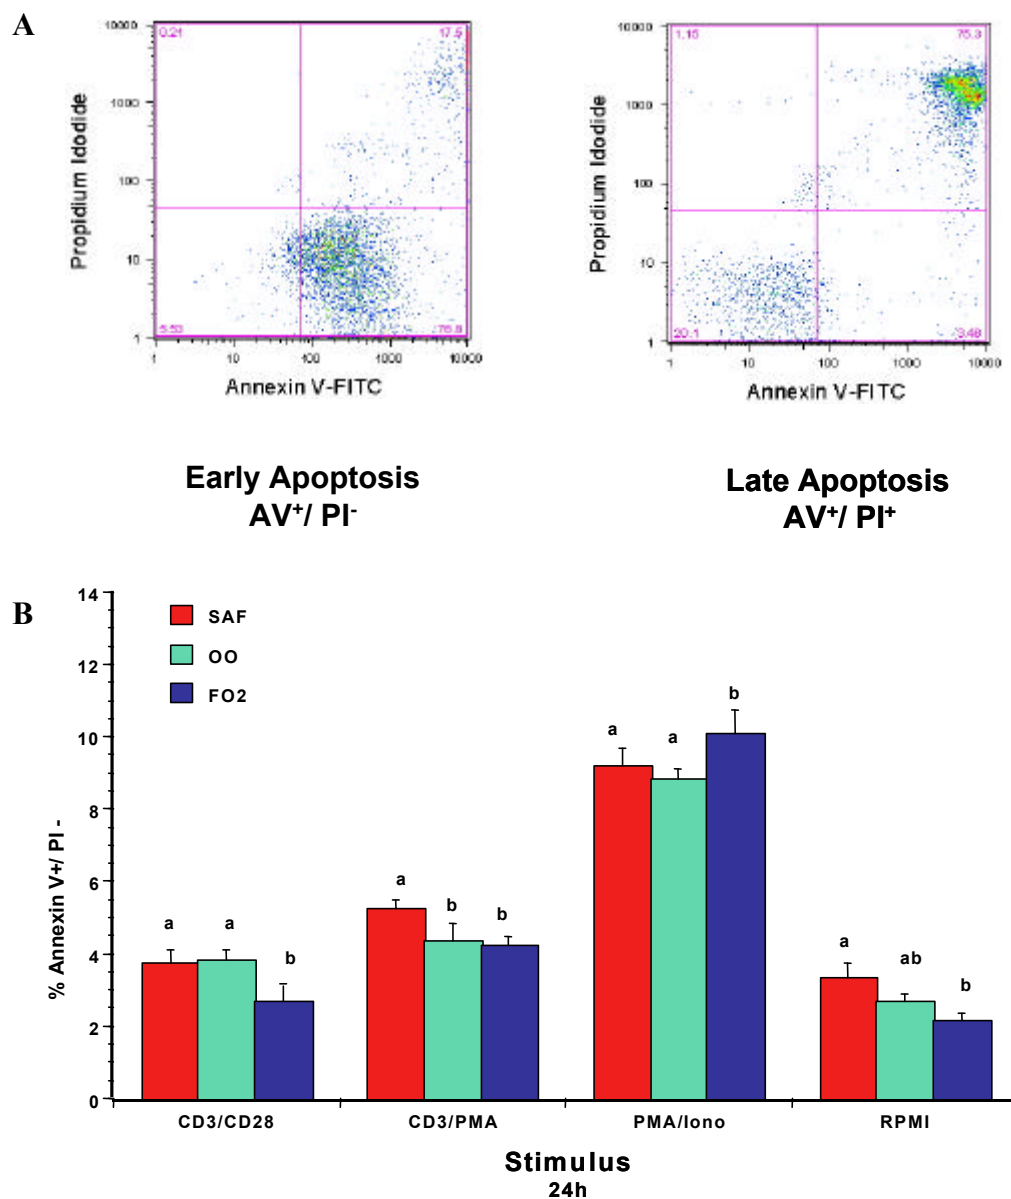 A
10000
1000
100
10
1
0.21
17.5
5.53
76.8
1
10
100
1000
10000
Propidium Idodide
Annexin V-FITC
10000
1000
100
10
1
1.15
75.3
20.1
3.48
1
10
100
1000
10000
Propidium Idodide
Annexin V-FITC
Early Apoptosis
AV+/ PI-
Late Apoptosis
AV+/ PI+
B
14
12
10
8
6
4
2
0
% Annexin V+/ PI -
SAF
OO
FO2
a
a
b
a
b
b
a
a
b
a
ab
b
CD3/CD28
CD3/PMA
PMA/Iono
RPMI
Stimulus
24h